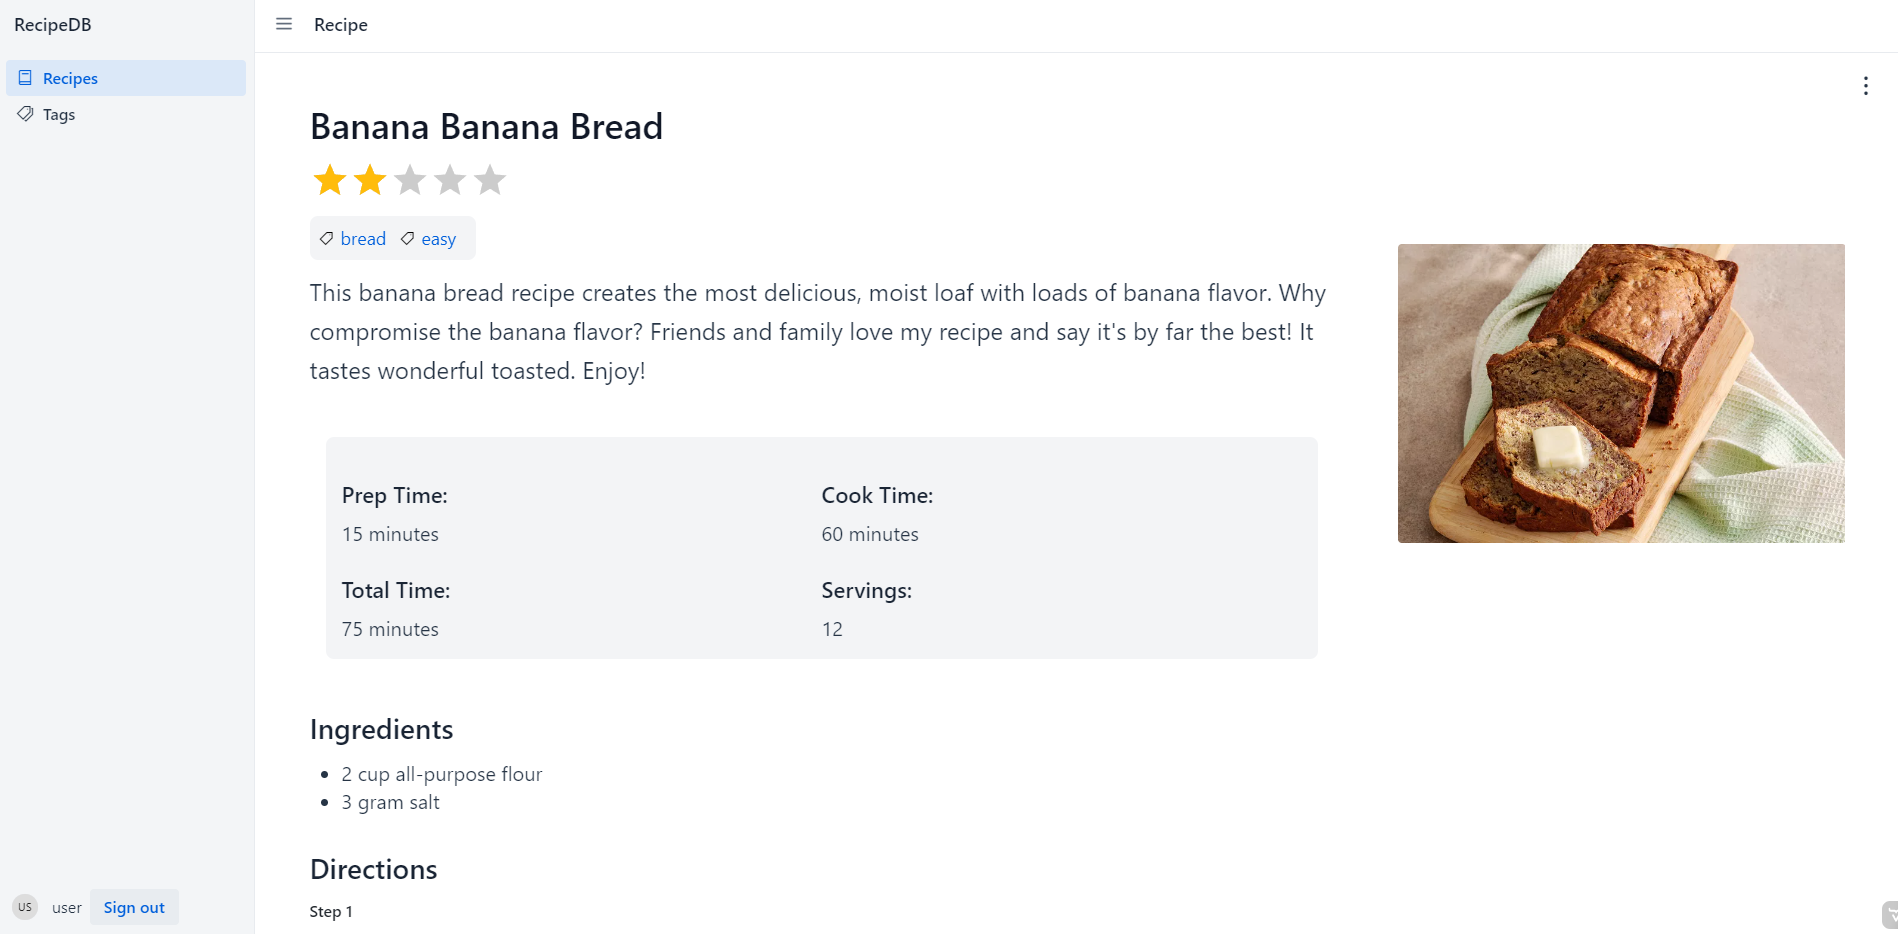 RecipeDB
Recipe
Recipes
Tags
Banana Banana Bread
bread easy
This banana bread recipe creates the most delicious, moist loaf with loads of banana flavor. Why
compromise the banana flavor? Friends and family love my recipe and say it's by far the best! It
tastes wonderful toasted. Enjoy!
Prep Time: Cook Time:
15 minutes 60 minutes
Total Time: Servings:
75 minutes 12
Ingredients
• 2 cup all-purpose flour
• 3 gram salt
Directions
Step 1
US user Sign out